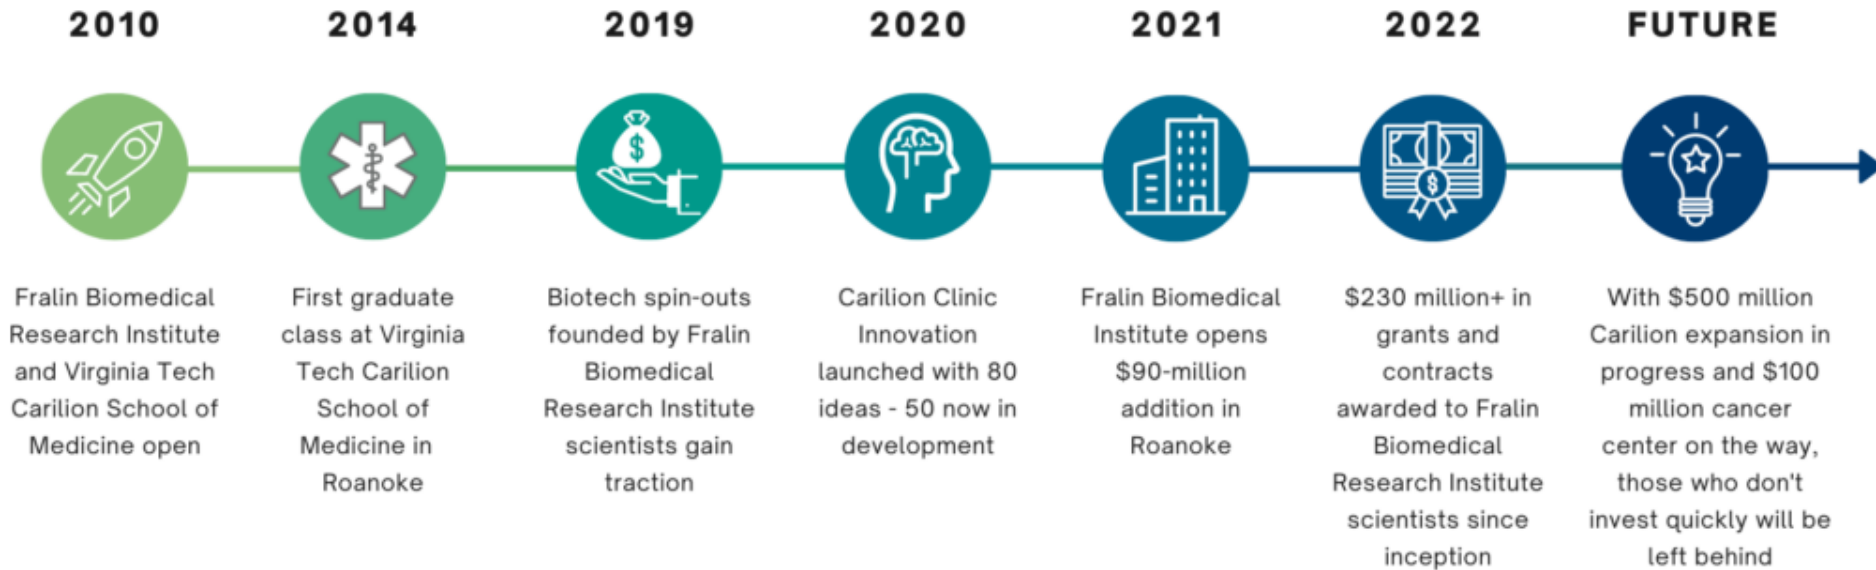 2010
Fralin Biomedical
Research Institute
and Virginia Tech
Carilion School of
Medicine open
2014
First graduate
class at Virginia
Tech Carilion
School of
Medicine in
Roanoke
2019
$
Biotech spin-outs
founded by Fralin
Biomedical
Research Institute
scientists gain
traction
2020
Carilion Clinic
Innovation
launched with 80
ideas - 50 now in
development
2021
Fralin Biomedical
Institute opens
$90-million
addition in
Roanoke
2022
$
$230 million+ in
grants and
contracts
awarded to Fralin
Biomedical
Research Institute
scientists since
inception
FUTURE
With $500 million
Carilion expansion in
progress and $100
million cancer
center on the way,
those who don't
invest quickly will be
left behind